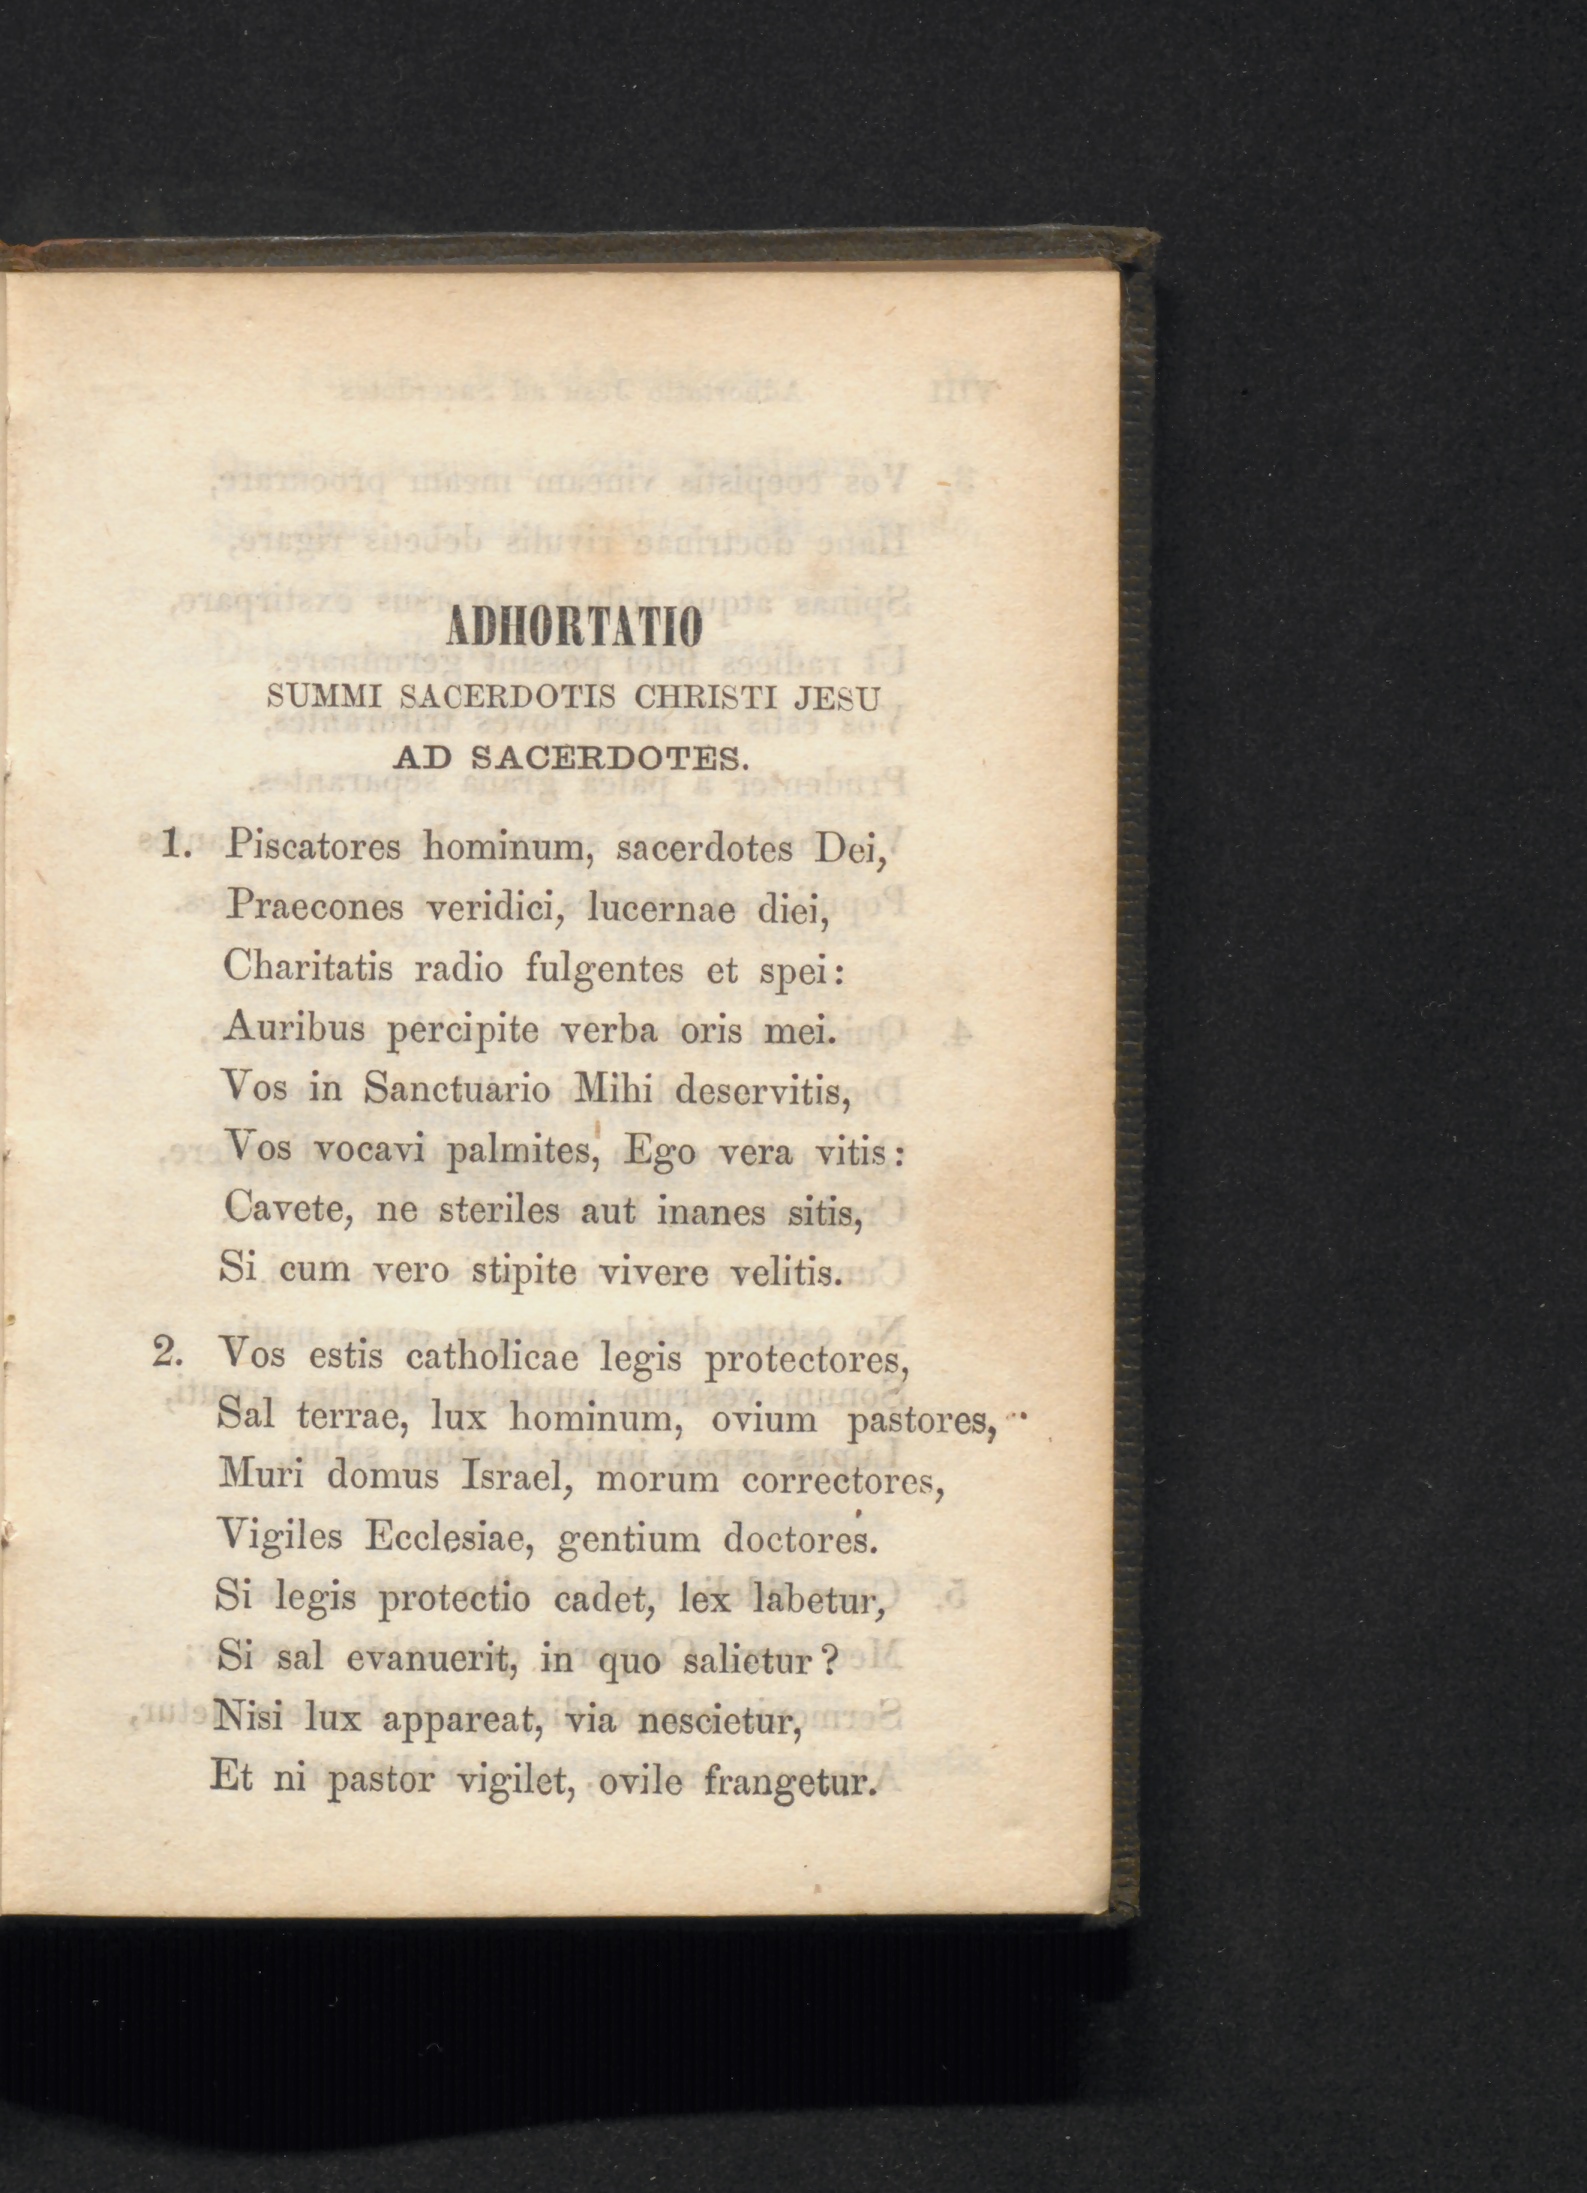 ADHORTATIO
SUMMI SACERDOTIS CHRISTI JESU
AD SACERDOTES.
1. Piscatores hominum, sacerdotes Dei,
Praecones veridici, lucernae diei,
Charitatis radio fulgentes et spei:
Auribus percipite verba oris mei.
Vos in Sanctuario Mihi deservitis,
Vos vocavi palmites, Ego vera vitis:
Cavete, ne steriles aut inanes sitis,
Si cum vero stipite vivere velitis.
2. Vos estis catholicae legis protectores,
Sal terrae, lux hominum, ovium pastores,
Muri domus Israel, morum correctores,
Vigiles Ecclesiae, gentium doctores.
Si legis protectio cadet, lex labetur,
Si sal evanuerit, in quo salietur?
Nisi lux appareat, via nescietur,
Et ni pastor vigilet, ovile frangetur.